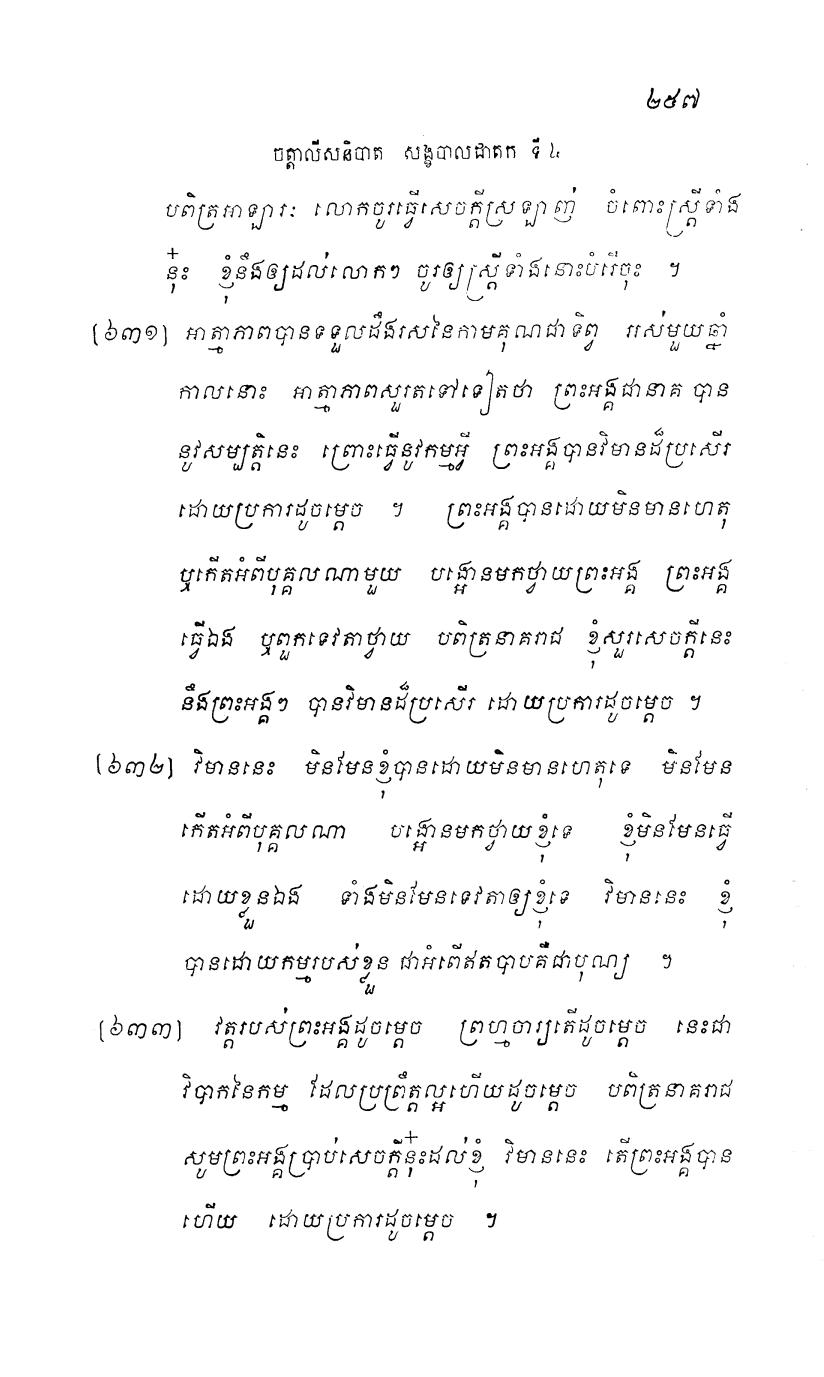 ២៥៧
ចត្តាលីសនិបាត សង្ខបាលជាតក ទី ៤
បពិត្រអាឡារៈ លោកចូរធ្វើសេចក្តីស្រឡាញ់ ចំពោះស្ត្រីទាំង
នុ៎ះ ខ្ញុំនឹងឲ្យដល់លោកៗ ចូរឲ្យស្ត្រីទាំងនោះបំរើចុះ ។
[៦៣១] អាត្មាភាពបានទទួលដឹងរសនៃកាមគុណជាទិព្វ អស់មួយឆ្នាំ
កាលនោះ អាត្មាភាពសួរតទៅទៀតថា ព្រះអង្គជានាគ បាន
នូវសម្បត្តិនេះ ព្រោះធ្វើនូវកម្មអ្វី ព្រះអង្គបានវិមានដ៏ប្រសើរ
ដោយប្រការដូចម្តេច ។ ព្រះអង្គបានដោយមិនមានហេតុ
ឬកើតអំពីបុគ្គលណាមួយ បង្អោនមកថ្វាយព្រះអង្គ ព្រះអង្គ
ធ្វើឯង ឬពួកទេវតាថ្វាយ បពិត្រនាគរាជ ខ្ញុំសួរសេចក្តីនេះ
នឹងព្រះអង្គៗ បានវិមានដ៏ប្រសើរ ដោយប្រការដូចម្តេច ។
[៦៣២] វិមាននេះ មិនមែនខ្ញុំបានដោយមិនមានហេតុទេ មិនមែន
កើតអំពីបុគ្គលណា បង្អោនមកថ្វាយខ្ញុំទេ ខ្ញុំមិនមែនធ្វើ
ដោយខ្លួនឯង ទាំងមិនមែនទេវតាឲ្យខ្ញុំទេ វិមាននេះ ខ្ញុំ
បានដោយកម្មរបស់ខ្លួន ជាអំពើឥតបាបគឺជាបុណ្យ ។
[៦៣៣] វត្តរបស់ព្រះអង្គដូចម្តេច ព្រហ្មចារ្យតើដូចម្តេច នេះជា
វិបាកនៃកម្ម ដែលប្រព្រឹត្តល្អហើយដូចម្តេច បពិត្រនាគរាជ
សូមព្រះអង្គប្រាប់សេចក្តីនុ៎ះដល់ខ្ញុំ វិមាននេះ តើព្រះអង្គបាន
ហើយ ដោយប្រការដូចម្តេច ។